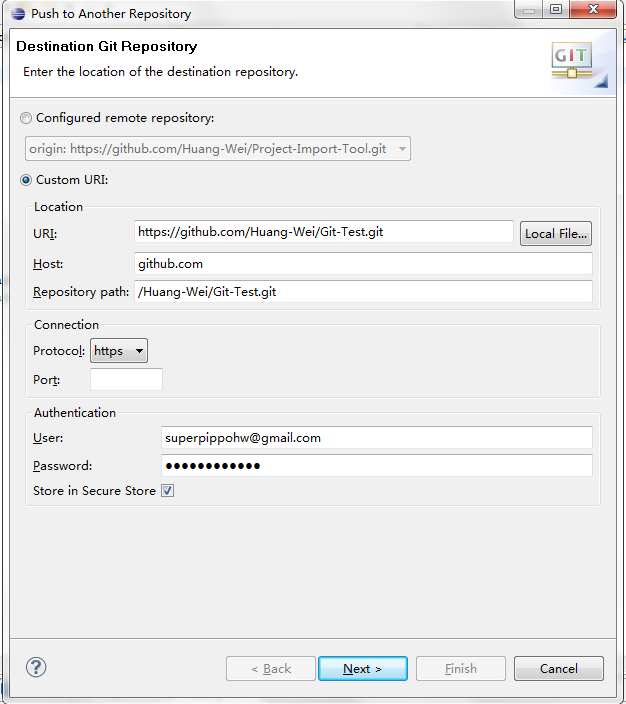 Push to Another Repository
Destination Git Repository
Enter the location of the destination repository.
GIT
Configured remote repository:
origin: https://github.com/Huang-Wei/Project-Import-Tool.git
Custom URI:
Location
URI: https://github.com/Huang-Wei/Git-Test.git Local File...
Host: github.com
Repository path: /Huang-Wei/Git-Test.git
Connection
Protocol: https
Port:
Authentication
User: superpippohw@gmail.com
Password: ●●●●●●●●●●●●
Store in Secure Store
? < Back Next > Finish Cancel